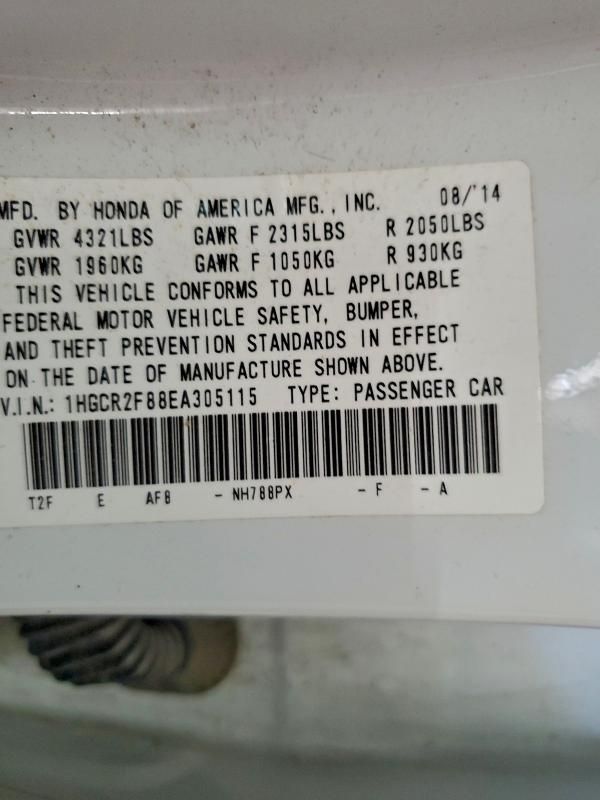 MFD. BY HONDA OF AMERICA MFG., INC. 08/'14
GVWR 4321LBS GAWR F 2315LBS R 2050LBS
GVWR 1960KG GAWR F 1050KG R 930KG
THIS VEHICLE CONFORMS TO ALL APPLICABLE
FEDERAL MOTOR VEHICLE SAFETY, BUMPER,
AND THEFT PREVENTION STANDARDS IN EFFECT
ON THE DATE OF MANUFACTURE SHOWN ABOVE.
V.I.N.: 1HGCR2F88EA305115 TYPE: PASSENGER CAR
T2F E AF8 - NH788PX - F - A